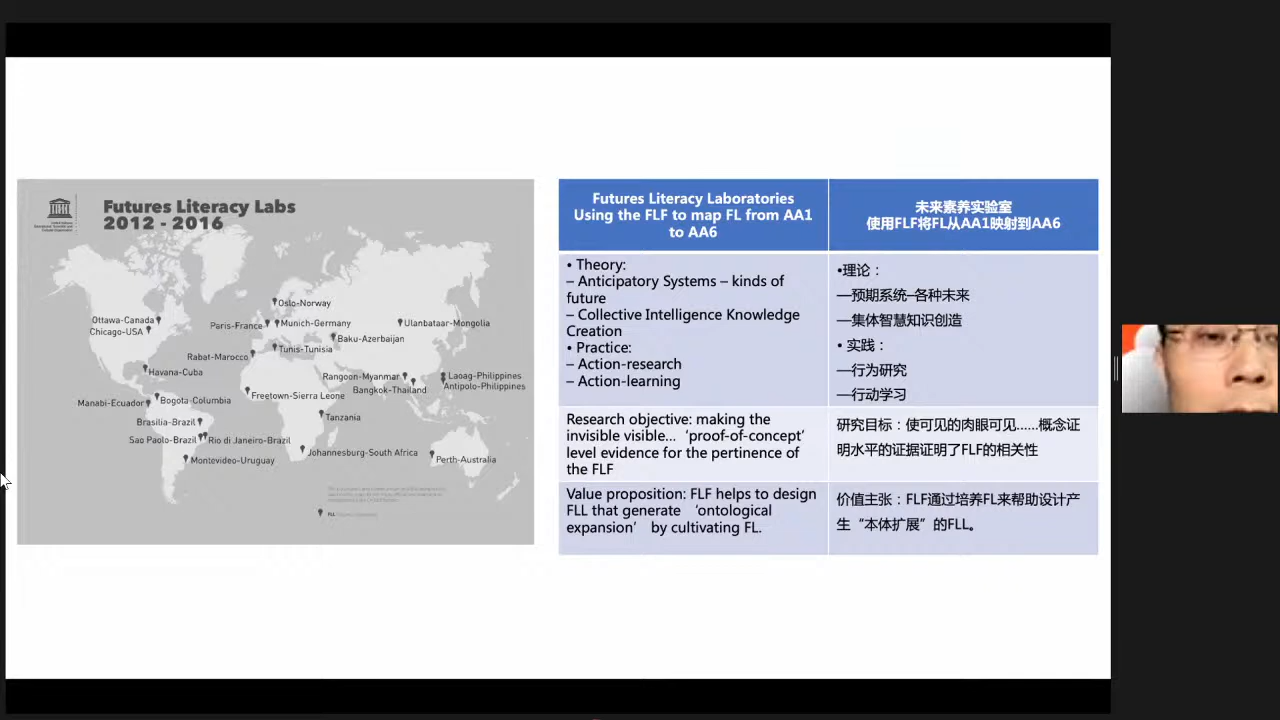 Futures Literacy Labs
2012 - 2016
Oslo-Norway
Ottawa-Canada
Chicago-USA
Paris-France
Munich-Germany
Ulanbataar-Mongolia
Baku-Azerbaijan
Tunis-Tunisia
Rabat-Marocco
Havana-Cuba
Rangoon-Myanmar
Laoag-Philippines
Bangkok-Thailand
Antipolo-Philippines
Freetown-Sierra Leone
Manabi-Ecuador
Bogota-Columbia
Tanzania
Brasilia-Brazil
Sao Paolo-Brazil
Rio di Janeiro-Brazil
Johannesburg-South Africa
Montevideo-Uruguay
Perth-Australia
FLL
Futures Literacy Laboratories
Using the FLF to map FL from AA1
to AA6
未来素养实验室
使用FLF将FL从AA1映射到AA6
• Theory:
– Anticipatory Systems – kinds of
future
– Collective Intelligence Knowledge
Creation
• Practice:
– Action-research
– Action-learning
•理论：
—预期系统–各种未来
—集体智慧知识创造
• 实践：
—行为研究
—行动学习
Research objective: making the
invisible visible... ‘proof-of-concept’
level evidence for the pertinence of
the FLF
研究目标：使可见的肉眼可见……概念证
明水平的证据证明了FLF的相关性
Value proposition: FLF helps to design
FLL that generate ‘ontological
expansion’ by cultivating FL.
价值主张：FLF通过培养FL来帮助设计产
生“本体扩展”的FLL。